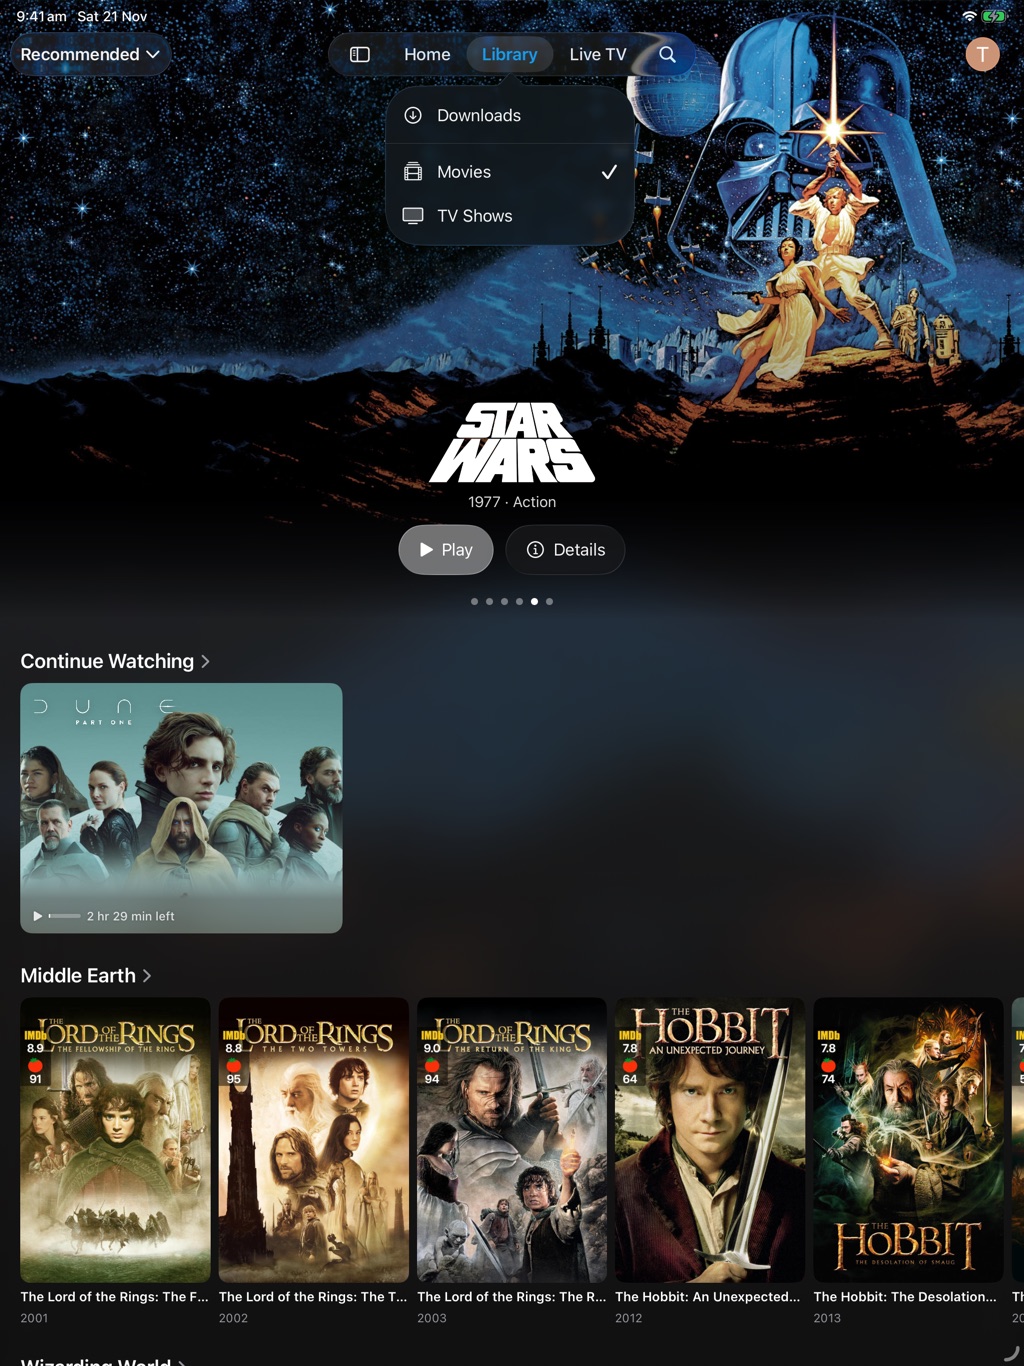 9:41 am Sat 21 Nov
Recommended
Home
Library
Live TV
T
Downloads
Movies
TV Shows
STAR
WARS
1977 · Action
Play
Details
Continue Watching
DUNE
PART ONE
2 hr 29 min left
Middle Earth
IMDb
8.9
91
THE
LORD OF THE RINGS
THE FELLOWSHIP OF THE RING
IMDb
8.8
95
THE
LORD OF THE RINGS
THE TWO TOWERS
IMDb
9.0
94
THE
LORD OF THE RINGS
THE RETURN OF THE KING
IMDb
7.8
64
THE
HOBBIT
AN UNEXPECTED JOURNEY
IMDb
7.8
74
THE
HOBBIT
THE DESOLATION OF SMAUG
The Lord of the Rings: The F...
2001
The Lord of the Rings: The T...
2002
The Lord of the Rings: The R...
2003
The Hobbit: An Unexpected...
2012
The Hobbit: The Desolation...
2013
Wizarding World